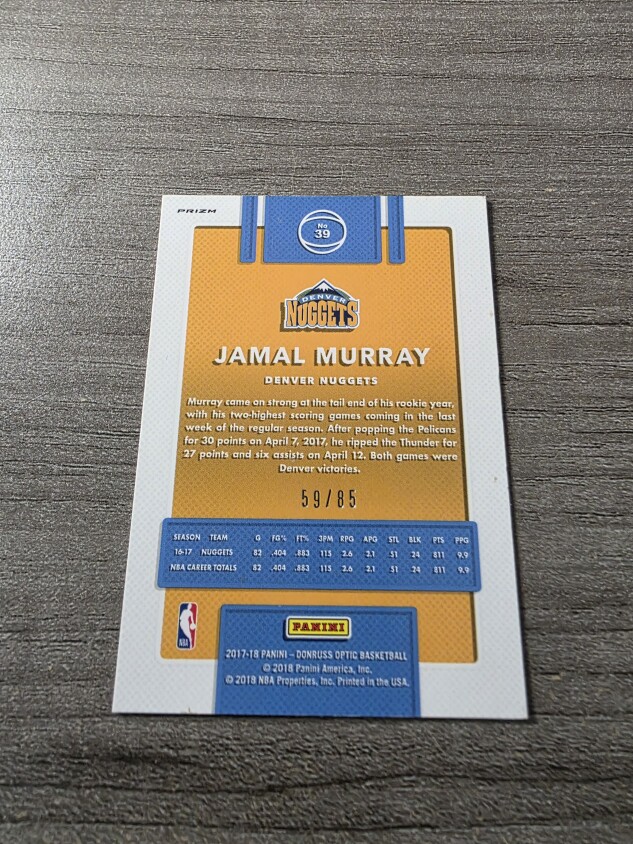 PRIZM
No
39
DENVER
NUGGETS
JAMAL MURRAY
DENVER NUGGETS
Murray came on strong at the tail end of his rookie year,
with his two-highest scoring games coming in the last
week of the regular season. After popping the Pelicans
for 30 points on April 7, 2017, he ripped the Thunder for
27 points and six assists on April 12. Both games were
Denver victories.
59/85
SEASON TEAM G FG% FT% 3PM RPG APG STL BLK PTS PPG
16-17 NUGGETS 82 .404 .883 115 2.6 2.1 51 24 811 9.9
NBA CAREER TOTALS 82 .404 .883 115 2.6 2.1 51 24 811 9.9
NBA
PANINI
2017-18 PANINI – DONRUSS OPTIC BASKETBALL
© 2018 Panini America, Inc.
© 2018 NBA Properties, Inc. Printed in the USA.